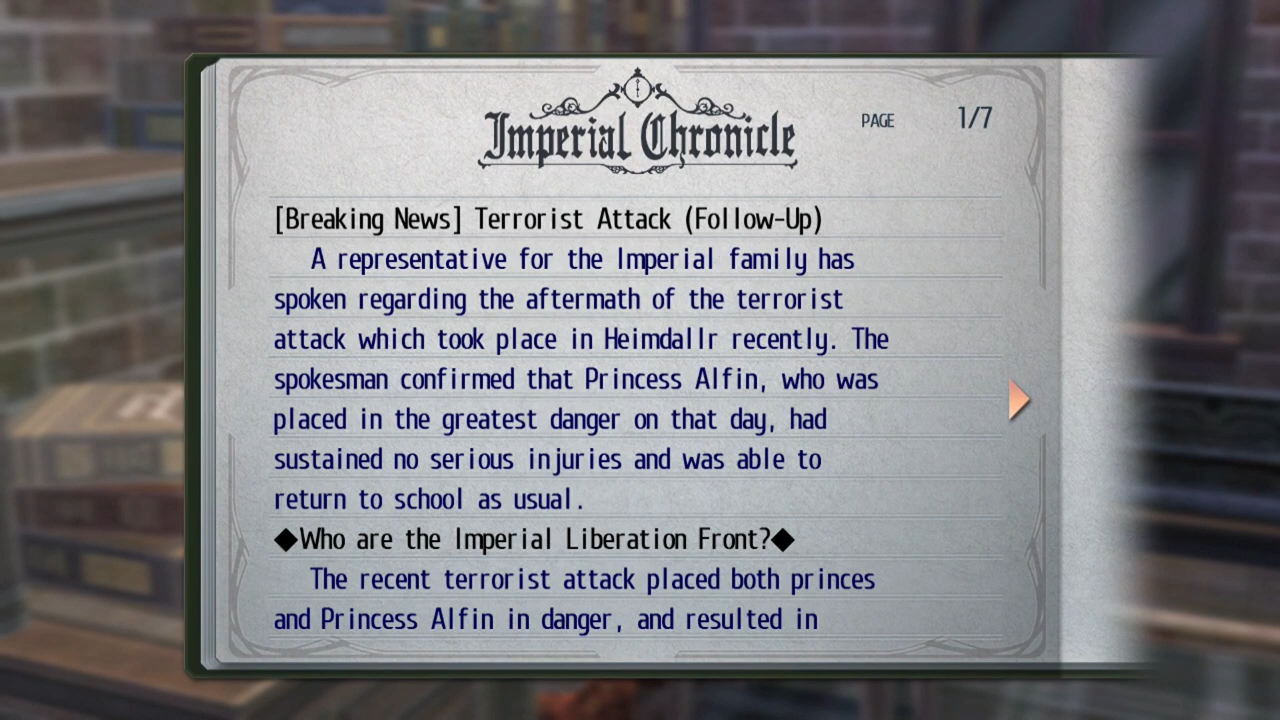 Imperial Chronicle
PAGE 1/7
[Breaking News] Terrorist Attack (Follow-Up)
A representative for the Imperial family has
spoken regarding the aftermath of the terrorist
attack which took place in Heimdallr recently. The
spokesman confirmed that Princess Alfin, who was
placed in the greatest danger on that day, had
sustained no serious injuries and was able to
return to school as usual.
◆Who are the Imperial Liberation Front?◆
The recent terrorist attack placed both princes
and Princess Alfin in danger, and resulted in